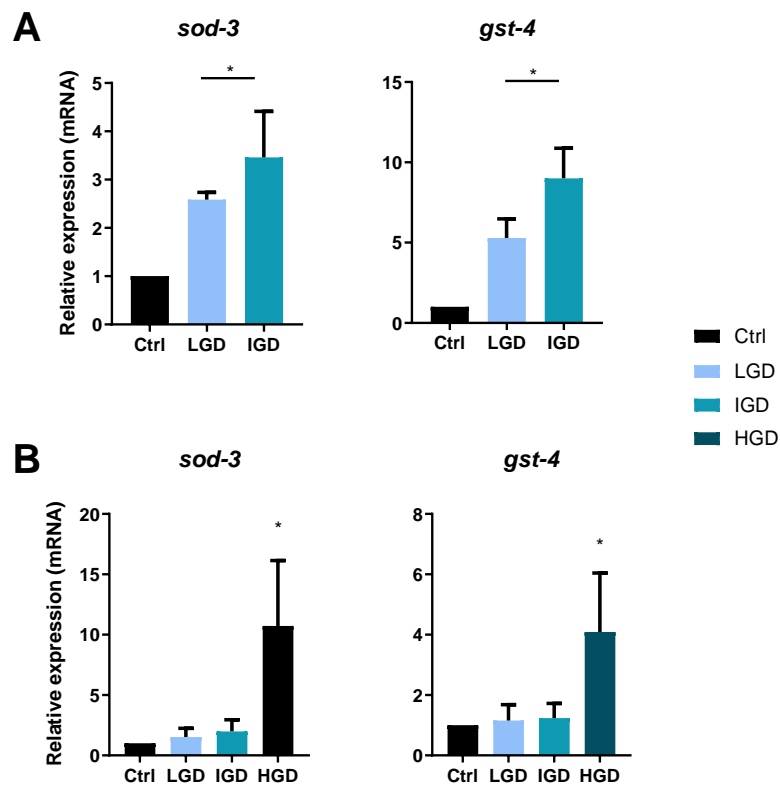 A
sod-3
gst-4
Relative expression (mRNA)
5
4
3
2
1
0
*
Ctrl LGD IGD
15
10
5
0
*
Ctrl LGD IGD
Ctrl
LGD
IGD
HGD
B
sod-3
gst-4
Relative expression (mRNA)
20
15
10
5
0
*
Ctrl LGD IGD HGD
8
6
4
2
0
*
Ctrl LGD IGD HGD